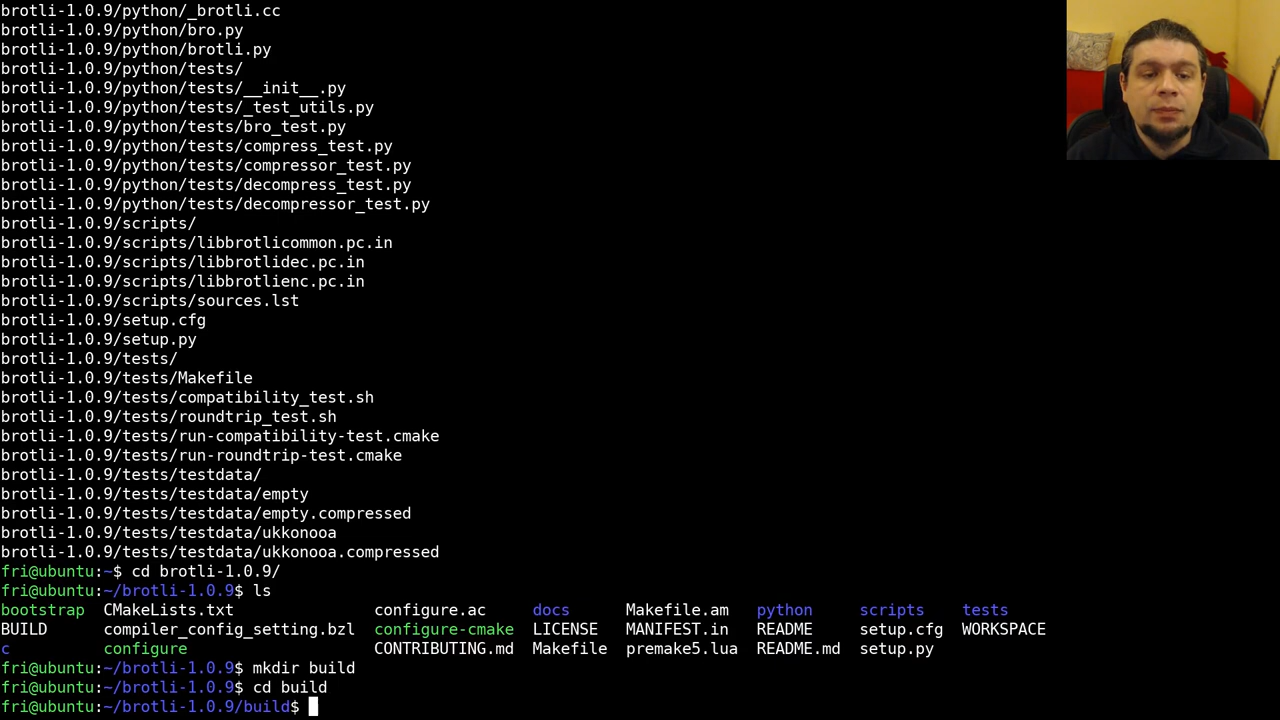 brotli-1.0.9/python/_brotli.cc
brotli-1.0.9/python/bro.py
brotli-1.0.9/python/brotli.py
brotli-1.0.9/python/tests/
brotli-1.0.9/python/tests/__init__.py
brotli-1.0.9/python/tests/_test_utils.py
brotli-1.0.9/python/tests/bro_test.py
brotli-1.0.9/python/tests/compress_test.py
brotli-1.0.9/python/tests/compressor_test.py
brotli-1.0.9/python/tests/decompress_test.py
brotli-1.0.9/python/tests/decompressor_test.py
brotli-1.0.9/scripts/
brotli-1.0.9/scripts/libbrotlicommon.pc.in
brotli-1.0.9/scripts/libbrotlidec.pc.in
brotli-1.0.9/scripts/libbrotlienc.pc.in
brotli-1.0.9/scripts/sources.lst
brotli-1.0.9/setup.cfg
brotli-1.0.9/setup.py
brotli-1.0.9/tests/
brotli-1.0.9/tests/Makefile
brotli-1.0.9/tests/compatibility_test.sh
brotli-1.0.9/tests/roundtrip_test.sh
brotli-1.0.9/tests/run-compatibility-test.cmake
brotli-1.0.9/tests/run-roundtrip-test.cmake
brotli-1.0.9/tests/testdata/
brotli-1.0.9/tests/testdata/empty
brotli-1.0.9/tests/testdata/empty.compressed
brotli-1.0.9/tests/testdata/ukkonooa
brotli-1.0.9/tests/testdata/ukkonooa.compressed
fri@ubuntu:~$ cd brotli-1.0.9/
fri@ubuntu:~/brotli-1.0.9$ ls
bootstrap CMakeLists.txt configure.ac docs Makefile.am python scripts tests
BUILD compiler_config_setting.bzl configure-cmake LICENSE MANIFEST.in README setup.cfg WORKSPACE
c configure CONTRIBUTING.md Makefile premake5.lua README.md setup.py
fri@ubuntu:~/brotli-1.0.9$ mkdir build
fri@ubuntu:~/brotli-1.0.9$ cd build
fri@ubuntu:~/brotli-1.0.9/build$